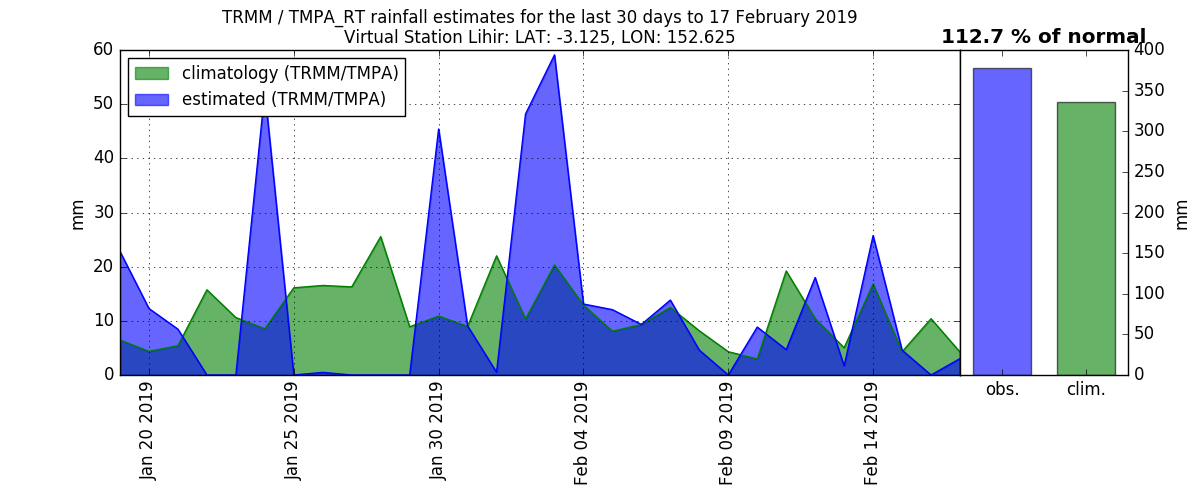 TRMM / TMPA_RT rainfall estimates for the last 30 days to 17 February 2019
Virtual Station Lihir: LAT: -3.125, LON: 152.625
112.7 % of normal
climatology (TRMM/TMPA)
estimated (TRMM/TMPA)
60
50
40
30
20
10
0
mm
Jan 20 2019
Jan 25 2019
Jan 30 2019
Feb 04 2019
Feb 09 2019
Feb 14 2019
obs.
clim.
400
350
300
250
200
150
100
50
0
mm